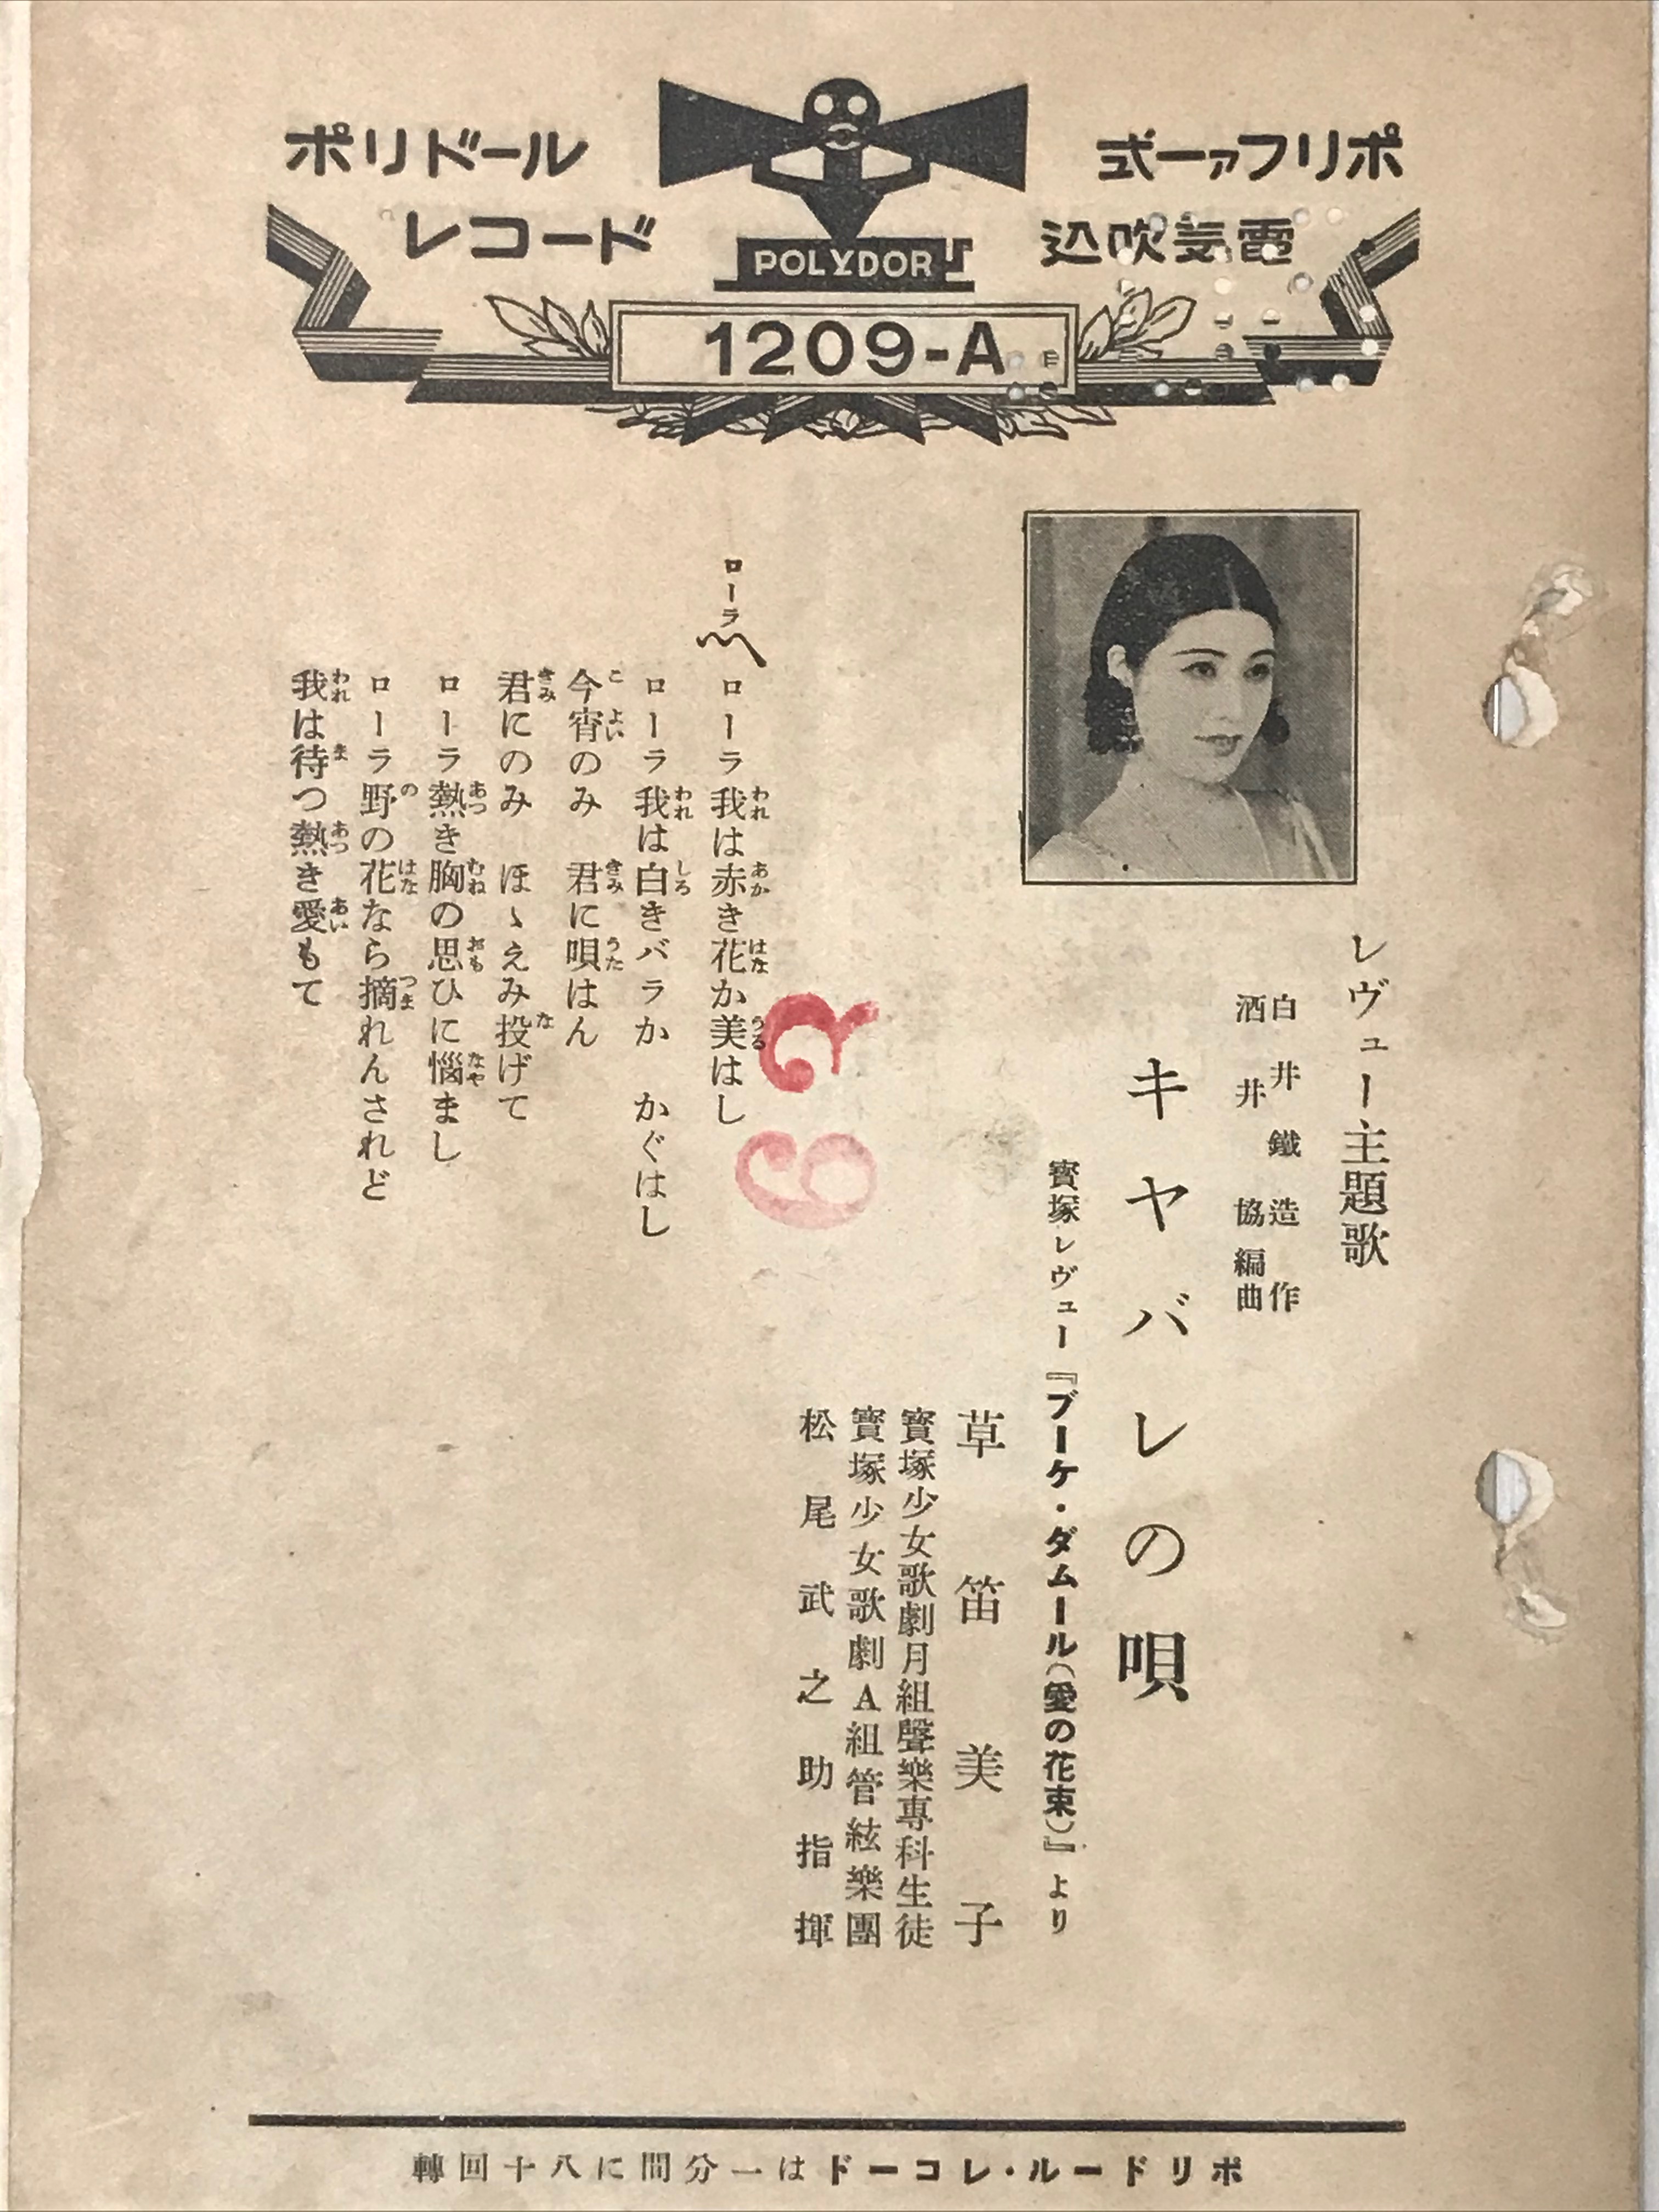 ポリドール
レコード
ポリファー式
電気吹込
POLYDOR
1209-A
レヴュー主題歌
白井鐵造作
酒井協編曲
キヤバレの唄
寳塚レヴュー『ブーケ・ダムール(愛の花束)』より
草笛美子
寳塚少女歌劇月組聲樂專科生徒
寳塚少女歌劇A組管絃樂團
松尾武之助指揮
ローラ
ローラ我は赤き花か美はし
ローラ我は白きバラか　かぐはし
今宵のみ　君に唄はん
君にのみ　ほゝえみ投げて
ローラ熱き胸の思ひに惱まし
ローラ野の花なら摘れんされど
我は待つ熱き愛もて
62
ポリドール・レコードは一分間に八十回轉